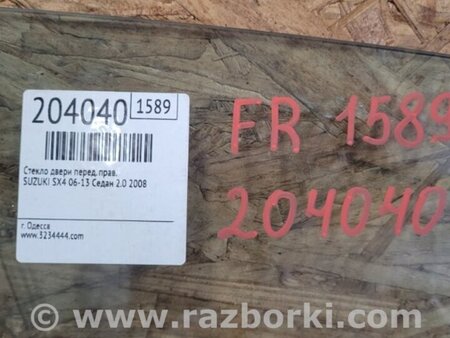 204040 1589
Стекло двери перед. прав.
SUZUKI SX4 06-13 Седан 2.0 2008
г. Одесса
www.3234444.com
FR 1589
204040
www.razborki.com